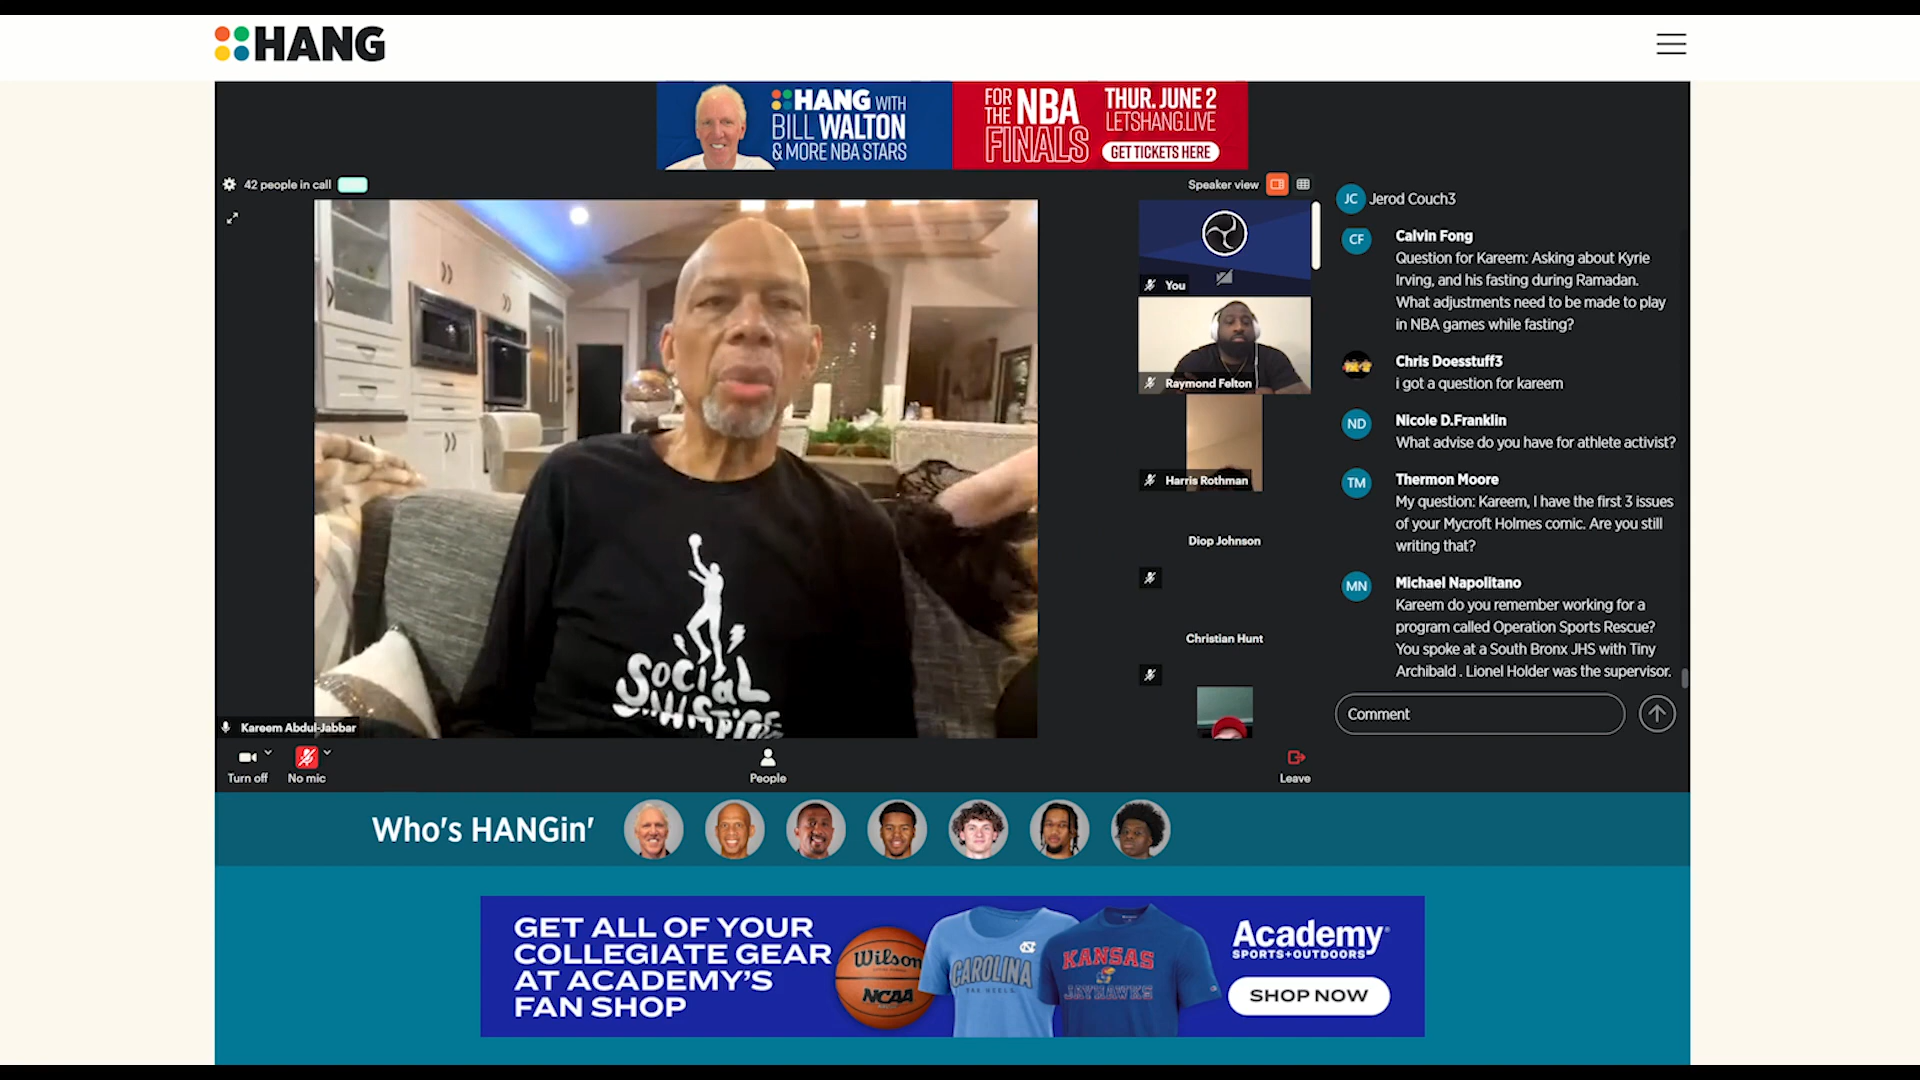 HANG
HANG WITH
BILL WALTON
& MORE NBA STARS
FOR THE NBA FINALS
THUR. JUNE 2
LETSHANG.LIVE
GET TICKETS HERE
42 people in call
Speaker view
You
Raymond Felton
Harris Rothman
Diop Johnson
Christian Hunt
SOCIAL
JUSTICE
Kareem Abdul-Jabbar
Turn off
No mic
People
Leave
JC Jerod Couch3
CF Calvin Fong
Question for Kareem: Asking about Kyrie
Irving, and his fasting during Ramadan.
What adjustments need to be made to play
in NBA games while fasting?
Chris Doesstuff3
i got a question for kareem
ND Nicole D.Franklin
What advise do you have for athlete activist?
TM Thermon Moore
My question: Kareem, I have the first 3 issues
of your Mycroft Holmes comic. Are you still
writing that?
MN Michael Napolitano
Kareem do you remember working for a
program called Operation Sports Rescue?
You spoke at a South Bronx JHS with Tiny
Archibald . Lionel Holder was the supervisor.
Comment
Who's HANGin'
GET ALL OF YOUR
COLLEGIATE GEAR
AT ACADEMY'S
FAN SHOP
Wilson
NCAA
NC
CAROLINA
TAR HEELS
KANSAS
JAYHAWKS
Academy
SPORTS+OUTDOORS
SHOP NOW